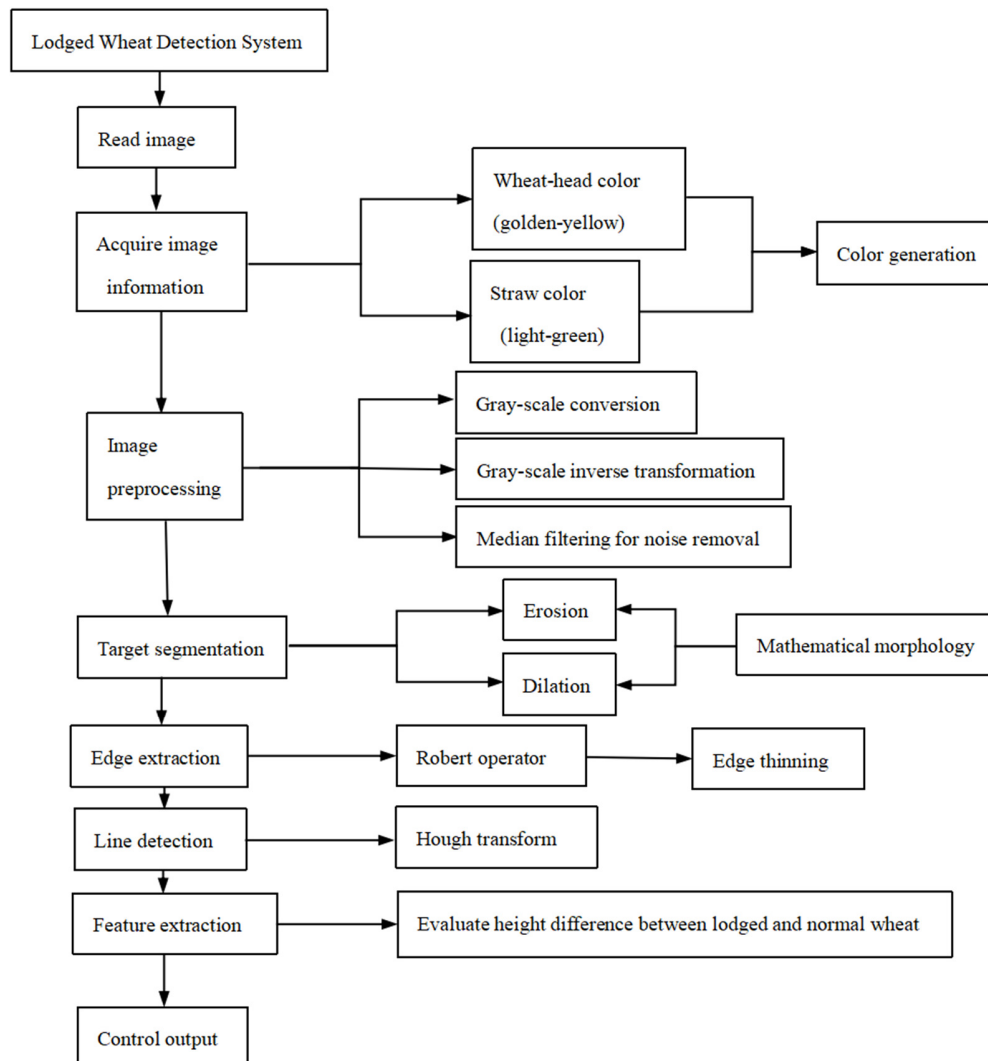 Lodged Wheat Detection System
Read image
Wheat-head color
(golden-yellow)
Acquire image
information
Color generation
Straw color
(light-green)
Gray-scale conversion
Image
preprocessing
Gray-scale inverse transformation
Median filtering for noise removal
Erosion
Target segmentation
Mathematical morphology
Dilation
Edge extraction
Robert operator
Edge thinning
Line detection
Hough transform
Feature extraction
Evaluate height difference between lodged and normal wheat
Control output